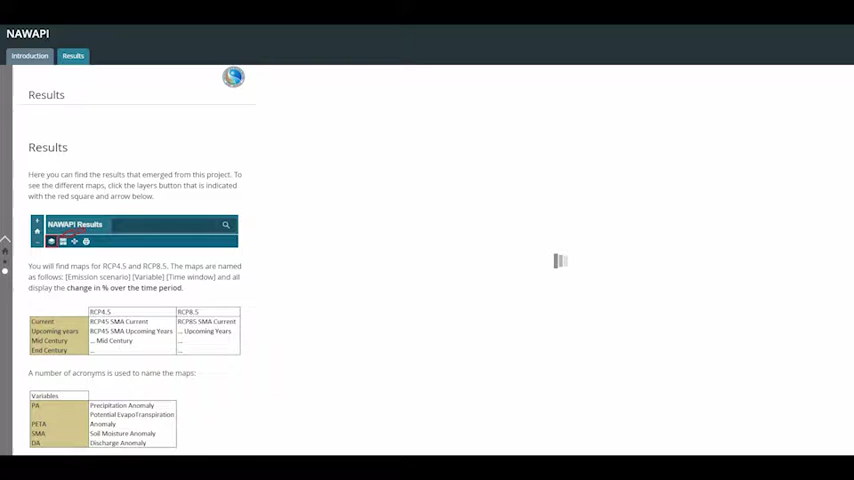 NAWAPI
Introduction
Results
Results
Results
Here you can find the results that emerged from this project. To
see the different maps, click the layers button that is indicated
with the red square and arrow below.
NAWAPI Results
You will find maps for RCP4.5 and RCP8.5. The maps are named
as follows: [Emission scenario] [Variable] [Time window] and all
display the change in % over the time period.
RCP4.5 RCP8.5
Current RCP45 SMA Current RCP85 SMA Current
Upcoming years RCP45 SMA Upcoming Years ... Upcoming Years
Mid Century ... Mid Century ...
End Century ... ...
A number of acronyms is used to name the maps:
Variables
PA Precipitation Anomaly
Potential EvapoTranspiration
PETA Anomaly
SMA Soil Moisture Anomaly
DA Discharge Anomaly